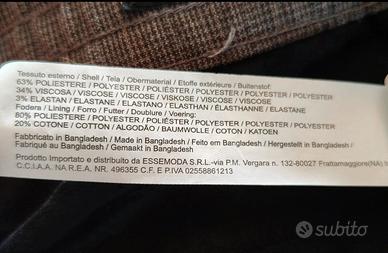 Tessuto esterno / Shell / Tela / Obermaterial / Etoffe extérieure / Buitenstof:
63% POLIESTERE / POLYESTER / POLIÉSTER / POLYESTER / POLYESTER / POLYESTER
34% VISCOSA / VISCOSE / VISCOSE / VISKOSE / VISCOSE / VISCOSE
3% ELASTAN / ELASTANE / ELASTANO / ELASTHAN / ÉLASTHANNE / ELASTANE
Fodera / Lining / Forro / Futter / Doublure / Voering:
80% POLIESTERE / POLYESTER / POLIÉSTER / POLYESTER / POLYESTER / POLYESTER
20% COTONE / COTTON / ALGODÃO / BAUMWOLLE / COTON / KATOEN
Fabbricato in Bangladesh / Made in Bangladesh / Feito em Bangladesh / Hergestellt in Bangladesh /
Fabriqué au Bangladesh / Gemaakt in Bangladesh
Prodotto Importato e distribuito da ESSEMODA S.R.L.-via P.M. Vergara n. 132-80027 Frattamaggiore(NA)
C.C.I.A.A. NA R.E.A. NR. 496355 C.F. E P.IVA 02558861213
subito